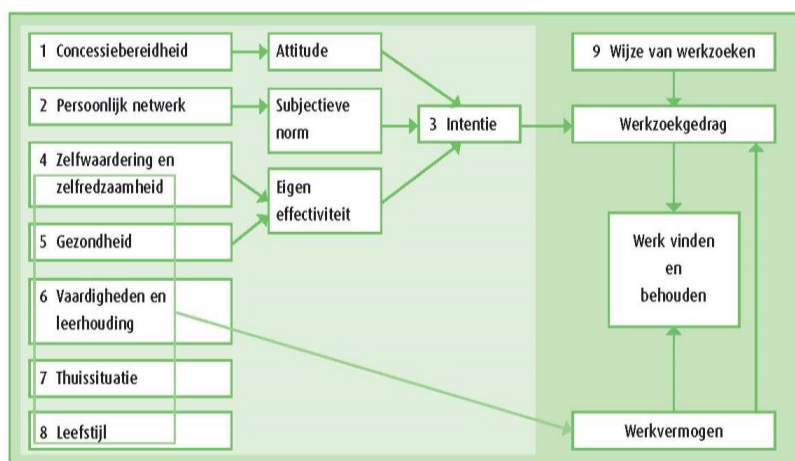 1 Concessiebereidheid
Attitude
9 Wijze van werkzoeken
2 Persoonlijk netwerk
Subjectieve
norm
3 Intentie
Werkzoekgedrag
4 Zelfwaardering en
zelfredzaamheid
Eigen
effectiviteit
5 Gezondheid
Werk vinden
en
behouden
6 Vaardigheden en
leerhouding
7 Thuissituatie
8 Leefstijl
Werkvermogen